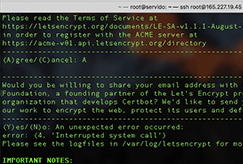 — root@servido: ~ — ssh root@165.227.19.45
Please read the Terms of Service at
https://letsencrypt.org/documents/LE-SA-v1.1.1-August-
in order to register with the ACME server at
https://acme-v01.api.letsencrypt.org/directory
(A)gree/(C)ancel: A
Would you be willing to share your email address with
Foundation, a founding partner of the Let's Encrypt pr
organization that develops Certbot? We'd like to send
our work to encrypt the web, protect its users and def
(Y)es/(N)o: An unexpected error occurred:
error: (4, 'Interrupted system call')
Please see the logfiles in /var/log/letsencrypt for mo
IMPORTANT NOTES: